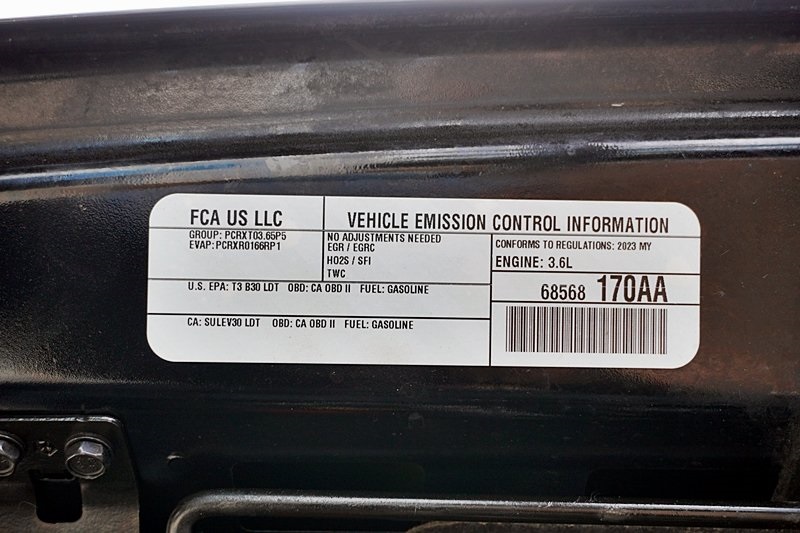 FCA US LLC
VEHICLE EMISSION CONTROL INFORMATION
GROUP: PCRXT03.65P5
EVAP: PCRXR0166RP1
NO ADJUSTMENTS NEEDED
EGR / EGRC
HO2S / SFI
TWC
CONFORMS TO REGULATIONS: 2023 MY
ENGINE: 3.6L
U.S. EPA: T3 B30 LDT OBD: CA OBD II FUEL: GASOLINE
68568 170AA
CA: SULEV30 LDT OBD: CA OBD II FUEL: GASOLINE